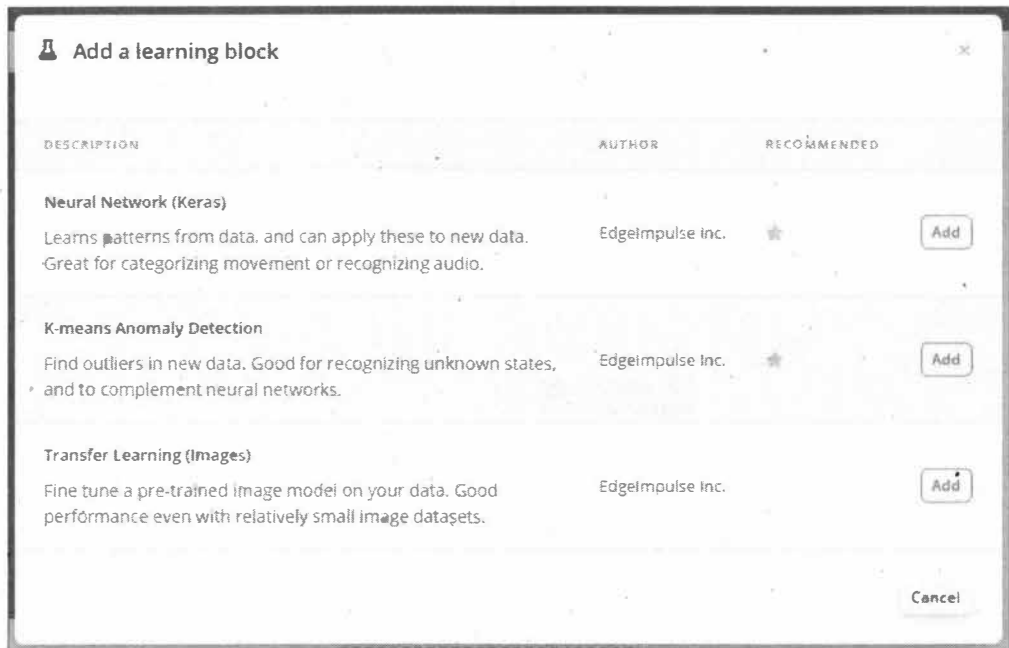 Add a learning block
×
DESCRIPTION AUTHOR RECOMMENDED
Neural Network (Keras)
Learns patterns from data, and can apply these to new data.
Great for categorizing movement or recognizing audio.
EdgeImpulse Inc.
Add
K-means Anomaly Detection
Find outliers in new data. Good for recognizing unknown states,
and to complement neural networks.
EdgeImpulse Inc.
Add
Transfer Learning (Images)
Fine tune a pre-trained image model on your data. Good
performance even with relatively small image datasets.
EdgeImpulse Inc.
Add
Cancel